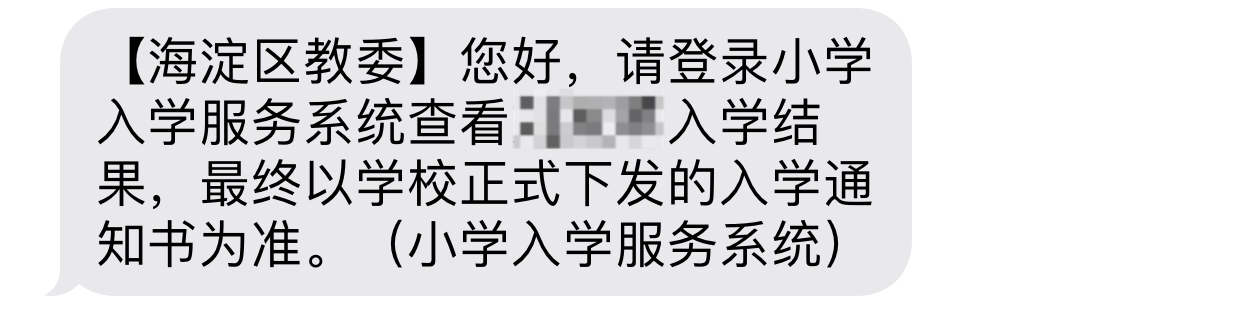 【海淀区教委】您好，请登录小学
入学服务系统查看 入学结
果，最终以学校正式下发的入学通
知书为准。（小学入学服务系统）